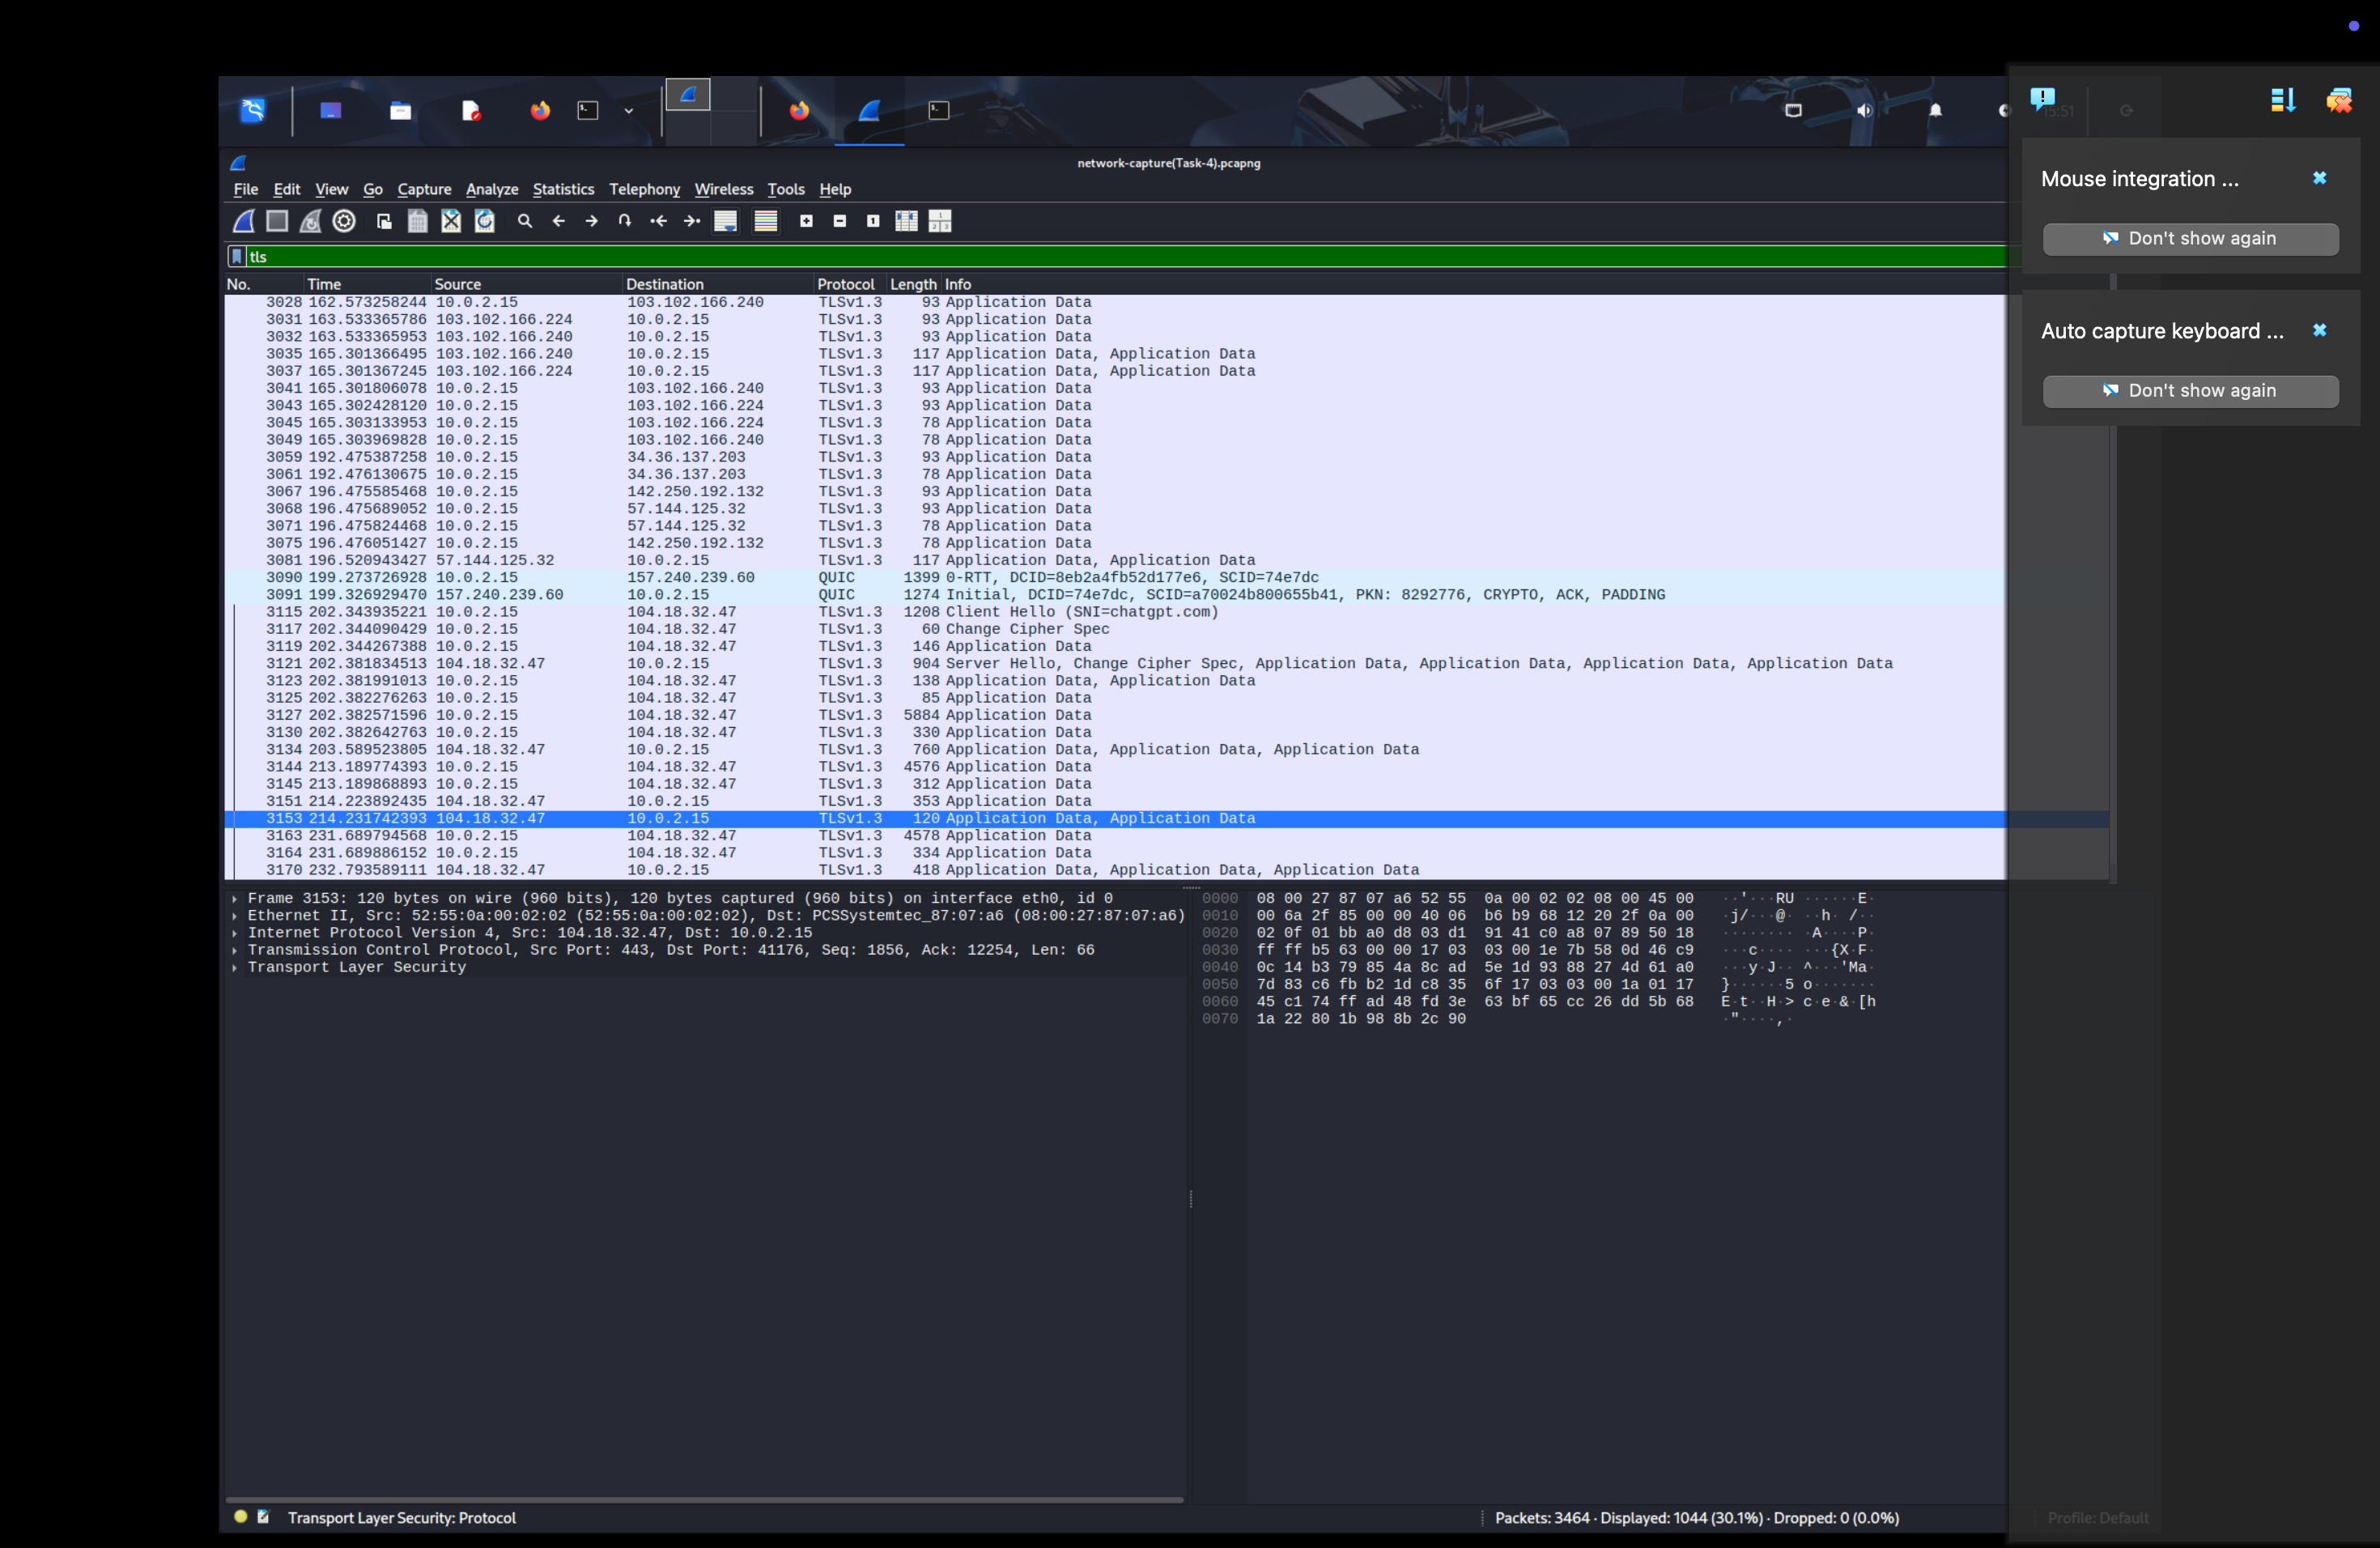 15:51
network-capture(Task-4).pcapng
File Edit View Go Capture Analyze Statistics Telephony Wireless Tools Help
tls
No. Time Source Destination Protocol Length Info
3028 162.573258244 10.0.2.15 103.102.166.240 TLSv1.3 93 Application Data
3031 163.533365786 103.102.166.224 10.0.2.15 TLSv1.3 93 Application Data
3032 163.533365953 103.102.166.240 10.0.2.15 TLSv1.3 93 Application Data
3035 165.301366495 103.102.166.240 10.0.2.15 TLSv1.3 117 Application Data, Application Data
3037 165.301367245 103.102.166.224 10.0.2.15 TLSv1.3 117 Application Data, Application Data
3041 165.301806078 10.0.2.15 103.102.166.240 TLSv1.3 93 Application Data
3043 165.302428120 10.0.2.15 103.102.166.224 TLSv1.3 93 Application Data
3045 165.303133953 10.0.2.15 103.102.166.224 TLSv1.3 78 Application Data
3049 165.303969828 10.0.2.15 103.102.166.240 TLSv1.3 78 Application Data
3059 192.475387258 10.0.2.15 34.36.137.203 TLSv1.3 93 Application Data
3061 192.476130675 10.0.2.15 34.36.137.203 TLSv1.3 78 Application Data
3067 196.475585468 10.0.2.15 142.250.192.132 TLSv1.3 93 Application Data
3068 196.475689052 10.0.2.15 57.144.125.32 TLSv1.3 93 Application Data
3071 196.475824468 10.0.2.15 57.144.125.32 TLSv1.3 78 Application Data
3075 196.476051427 10.0.2.15 142.250.192.132 TLSv1.3 78 Application Data
3081 196.520943427 57.144.125.32 10.0.2.15 TLSv1.3 117 Application Data, Application Data
3090 199.273726928 10.0.2.15 157.240.239.60 QUIC 1399 0-RTT, DCID=8eb2a4fb52d177e6, SCID=74e7dc
3091 199.326929470 157.240.239.60 10.0.2.15 QUIC 1274 Initial, DCID=74e7dc, SCID=a70024b800655b41, PKN: 8292776, CRYPTO, ACK, PADDING
3115 202.343935221 10.0.2.15 104.18.32.47 TLSv1.3 1208 Client Hello (SNI=chatgpt.com)
3117 202.344090429 10.0.2.15 104.18.32.47 TLSv1.3 60 Change Cipher Spec
3119 202.344267388 10.0.2.15 104.18.32.47 TLSv1.3 146 Application Data
3121 202.381834513 104.18.32.47 10.0.2.15 TLSv1.3 904 Server Hello, Change Cipher Spec, Application Data, Application Data, Application Data, Application Data
3123 202.381991013 10.0.2.15 104.18.32.47 TLSv1.3 138 Application Data, Application Data
3125 202.382276263 10.0.2.15 104.18.32.47 TLSv1.3 85 Application Data
3127 202.382571596 10.0.2.15 104.18.32.47 TLSv1.3 5884 Application Data
3130 202.382642763 10.0.2.15 104.18.32.47 TLSv1.3 330 Application Data
3134 203.589523805 104.18.32.47 10.0.2.15 TLSv1.3 760 Application Data, Application Data, Application Data
3144 213.189774393 10.0.2.15 104.18.32.47 TLSv1.3 4576 Application Data
3145 213.189868893 10.0.2.15 104.18.32.47 TLSv1.3 312 Application Data
3151 214.223892435 104.18.32.47 10.0.2.15 TLSv1.3 353 Application Data
3153 214.231742393 104.18.32.47 10.0.2.15 TLSv1.3 120 Application Data, Application Data
3163 231.689794568 10.0.2.15 104.18.32.47 TLSv1.3 4578 Application Data
3164 231.689886152 10.0.2.15 104.18.32.47 TLSv1.3 334 Application Data
3170 232.793589111 104.18.32.47 10.0.2.15 TLSv1.3 418 Application Data, Application Data, Application Data
Frame 3153: 120 bytes on wire (960 bits), 120 bytes captured (960 bits) on interface eth0, id 0
Ethernet II, Src: 52:55:0a:00:02:02 (52:55:0a:00:02:02), Dst: PCSSystemtec_87:07:a6 (08:00:27:87:07:a6)
Internet Protocol Version 4, Src: 104.18.32.47, Dst: 10.0.2.15
Transmission Control Protocol, Src Port: 443, Dst Port: 41176, Seq: 1856, Ack: 12254, Len: 66
Transport Layer Security
0000 08 00 27 87 07 a6 52 55 0a 00 02 02 08 00 45 00 ··'···RU ······E·
0010 00 6a 2f 85 00 00 40 06 b6 b9 68 12 20 2f 0a 00 ·j/···@· ··h· /··
0020 02 0f 01 bb a0 d8 03 d1 91 41 c0 a8 07 89 50 18 ········ ·A····P·
0030 ff ff b5 63 00 00 17 03 03 00 1e 7b 58 0d 46 c9 ···c···· ···{X·F·
0040 0c 14 b3 79 85 4a 8c ad 5e 1d 93 88 27 4d 61 a0 ···y·J·· ^···'Ma·
0050 7d 83 c6 fb b2 1d c8 35 6f 17 03 03 00 1a 01 17 }······5 o·······
0060 45 c1 74 ff ad 48 fd 3e 63 bf 65 cc 26 dd 5b 68 E·t··H·> c·e·&·[h
0070 1a 22 80 1b 98 8b 2c 90 ·"····,·
Transport Layer Security: Protocol
Packets: 3464 · Displayed: 1044 (30.1%) · Dropped: 0 (0.0%)
Profile: Default
Mouse integration ...
Don't show again
Auto capture keyboard ...
Don't show again